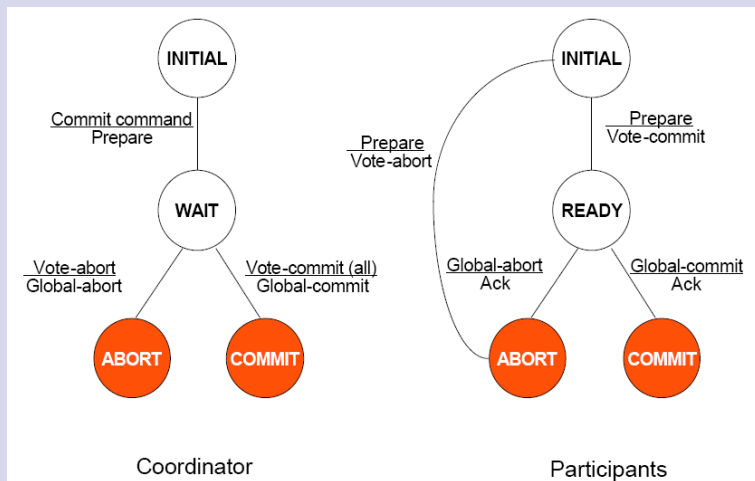 INITIAL
Commit command
Prepare
WAIT
Vote-abort
Global-abort
Vote-commit (all)
Global-commit
ABORT
COMMIT
Coordinator
INITIAL
Prepare
Vote-abort
Prepare
Vote-commit
READY
Global-abort
Ack
Global-commit
Ack
ABORT
COMMIT
Participants